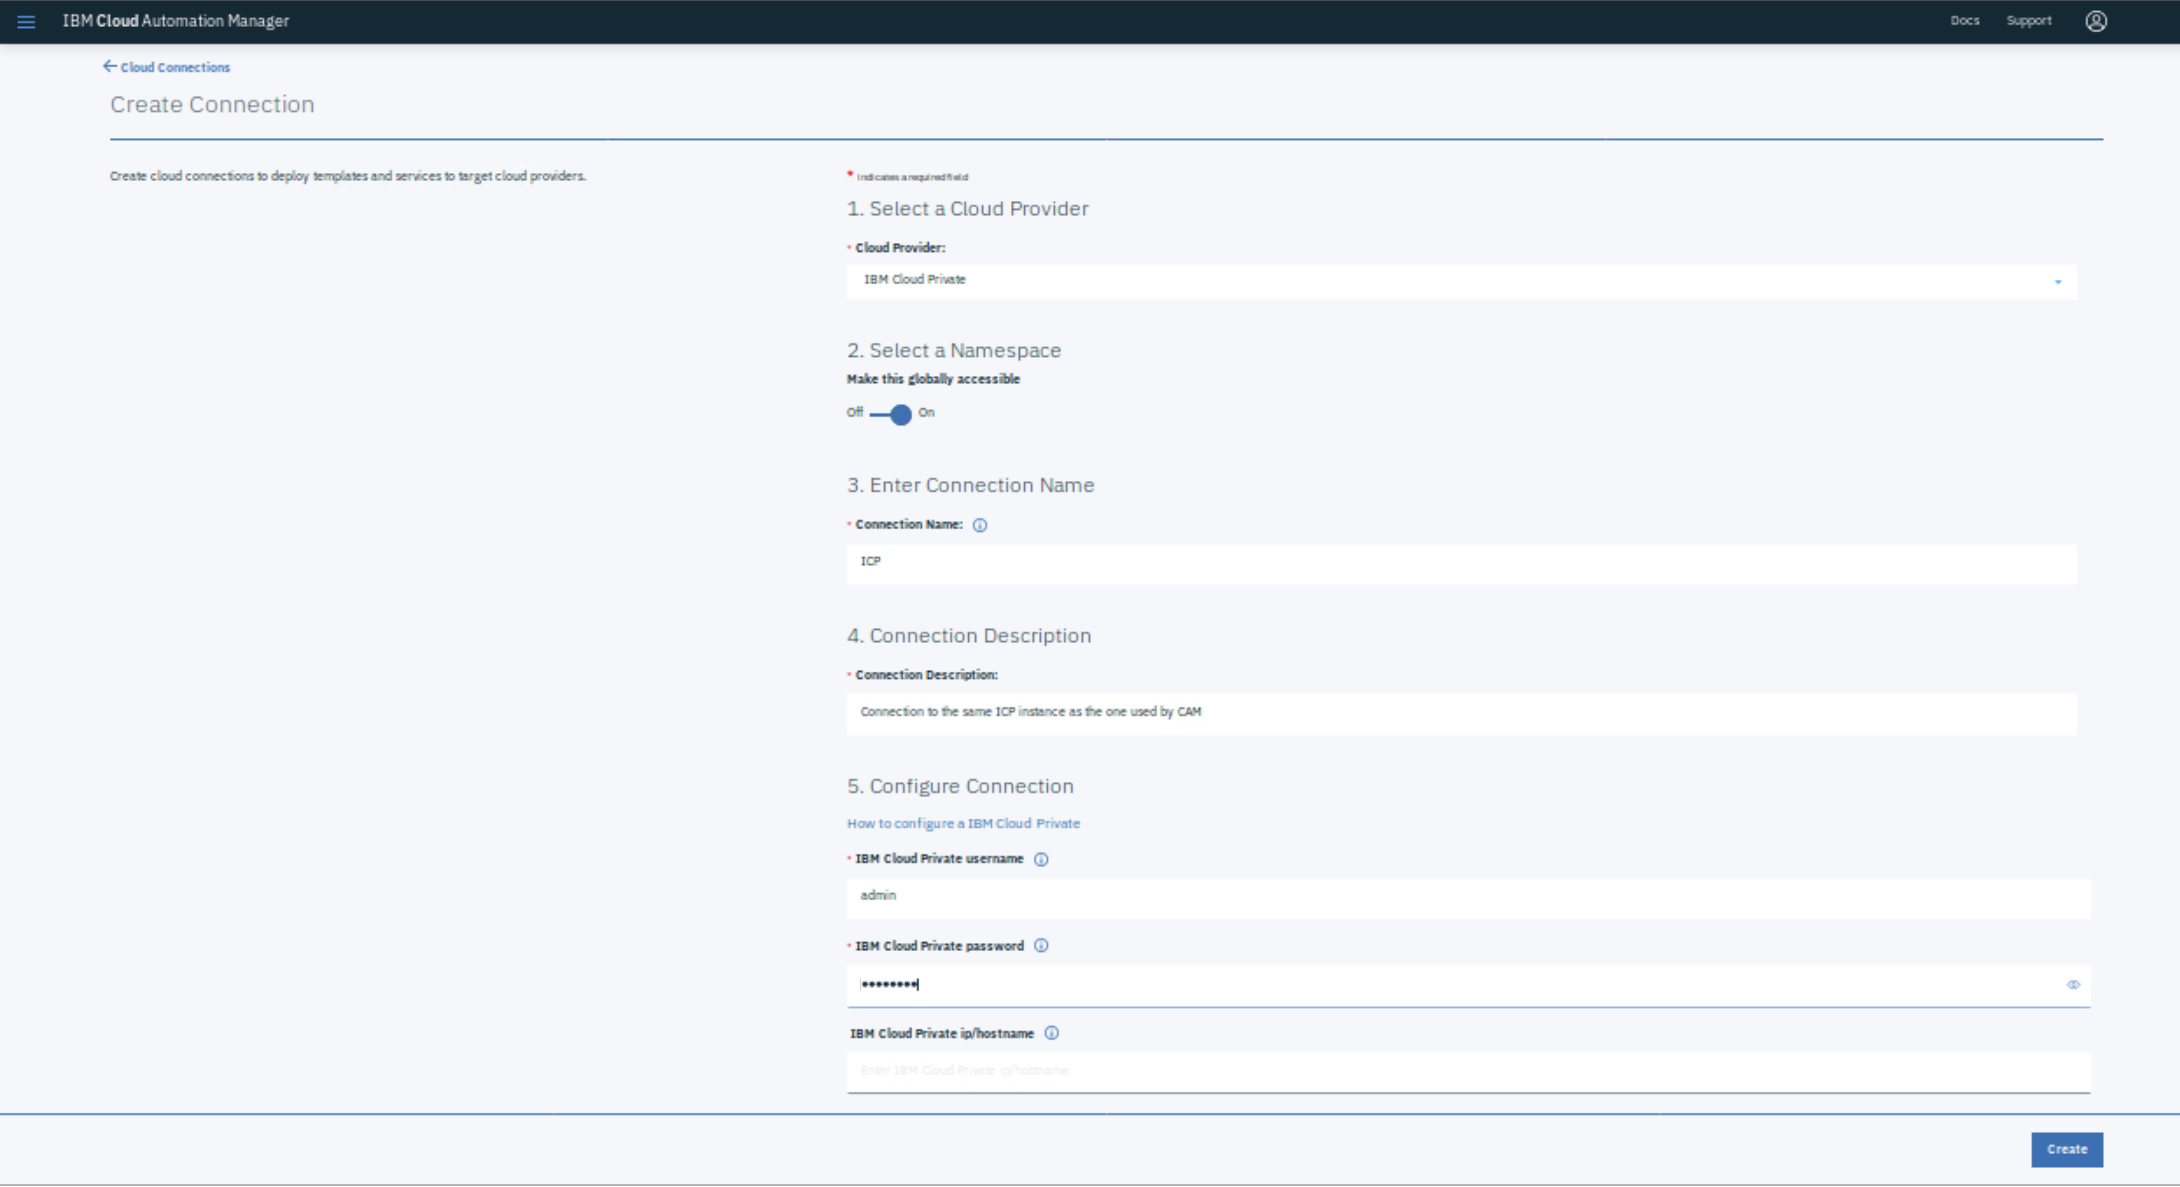 IBM Cloud Automation Manager
Docs Support
Cloud Connections
Create Connection
Create cloud connections to deploy templates and services to target cloud providers.
* Indicates a required field
1. Select a Cloud Provider
* Cloud Provider:
IBM Cloud Private
2. Select a Namespace
Make this globally accessible
Off On
3. Enter Connection Name
* Connection Name:
ICP
4. Connection Description
* Connection Description:
Connection to the same ICP instance as the one used by CAM
5. Configure Connection
How to configure a IBM Cloud Private
* IBM Cloud Private username
admin
* IBM Cloud Private password
••••••••
IBM Cloud Private ip/hostname
Enter IBM Cloud Private ip/hostname
Create